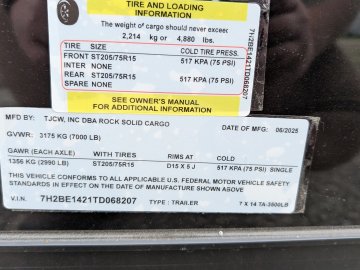 TIRE AND LOADING
INFORMATION
The weight of cargo should never exceed
2,214 kg or 4,880 lbs.
TIRE SIZE COLD TIRE PRESS.
FRONT ST205/75R15 517 KPA (75 PSI)
INTER NONE
REAR ST205/75R15 517 KPA (75 PSI)
SPARE NONE
7H2BE1421TD068207
SEE OWNER'S MANUAL
FOR ADDITIONAL INFORMATION
MFD BY: TJCW, INC DBA ROCK SOLID CARGO DATE OF MFG: 06/2025
GVWR: 3175 KG (7000 LB)
GAWR (EACH AXLE) WITH TIRES RIMS AT COLD
1356 KG (2990 LB) ST205/75R15 D15 X 5 J 517 KPA (75 PSI) SINGLE
THIS VEHICLE CONFORMS TO ALL APPLICABLE U.S. FEDERAL MOTOR VEHICLE SAFETY
STANDARDS IN EFFECT ON THE DATE OF MANUFACTURE SHOWN ABOVE
V.I.N. 7H2BE1421TD068207 TYPE: TRAILER 7 X 14 TA-3500LB